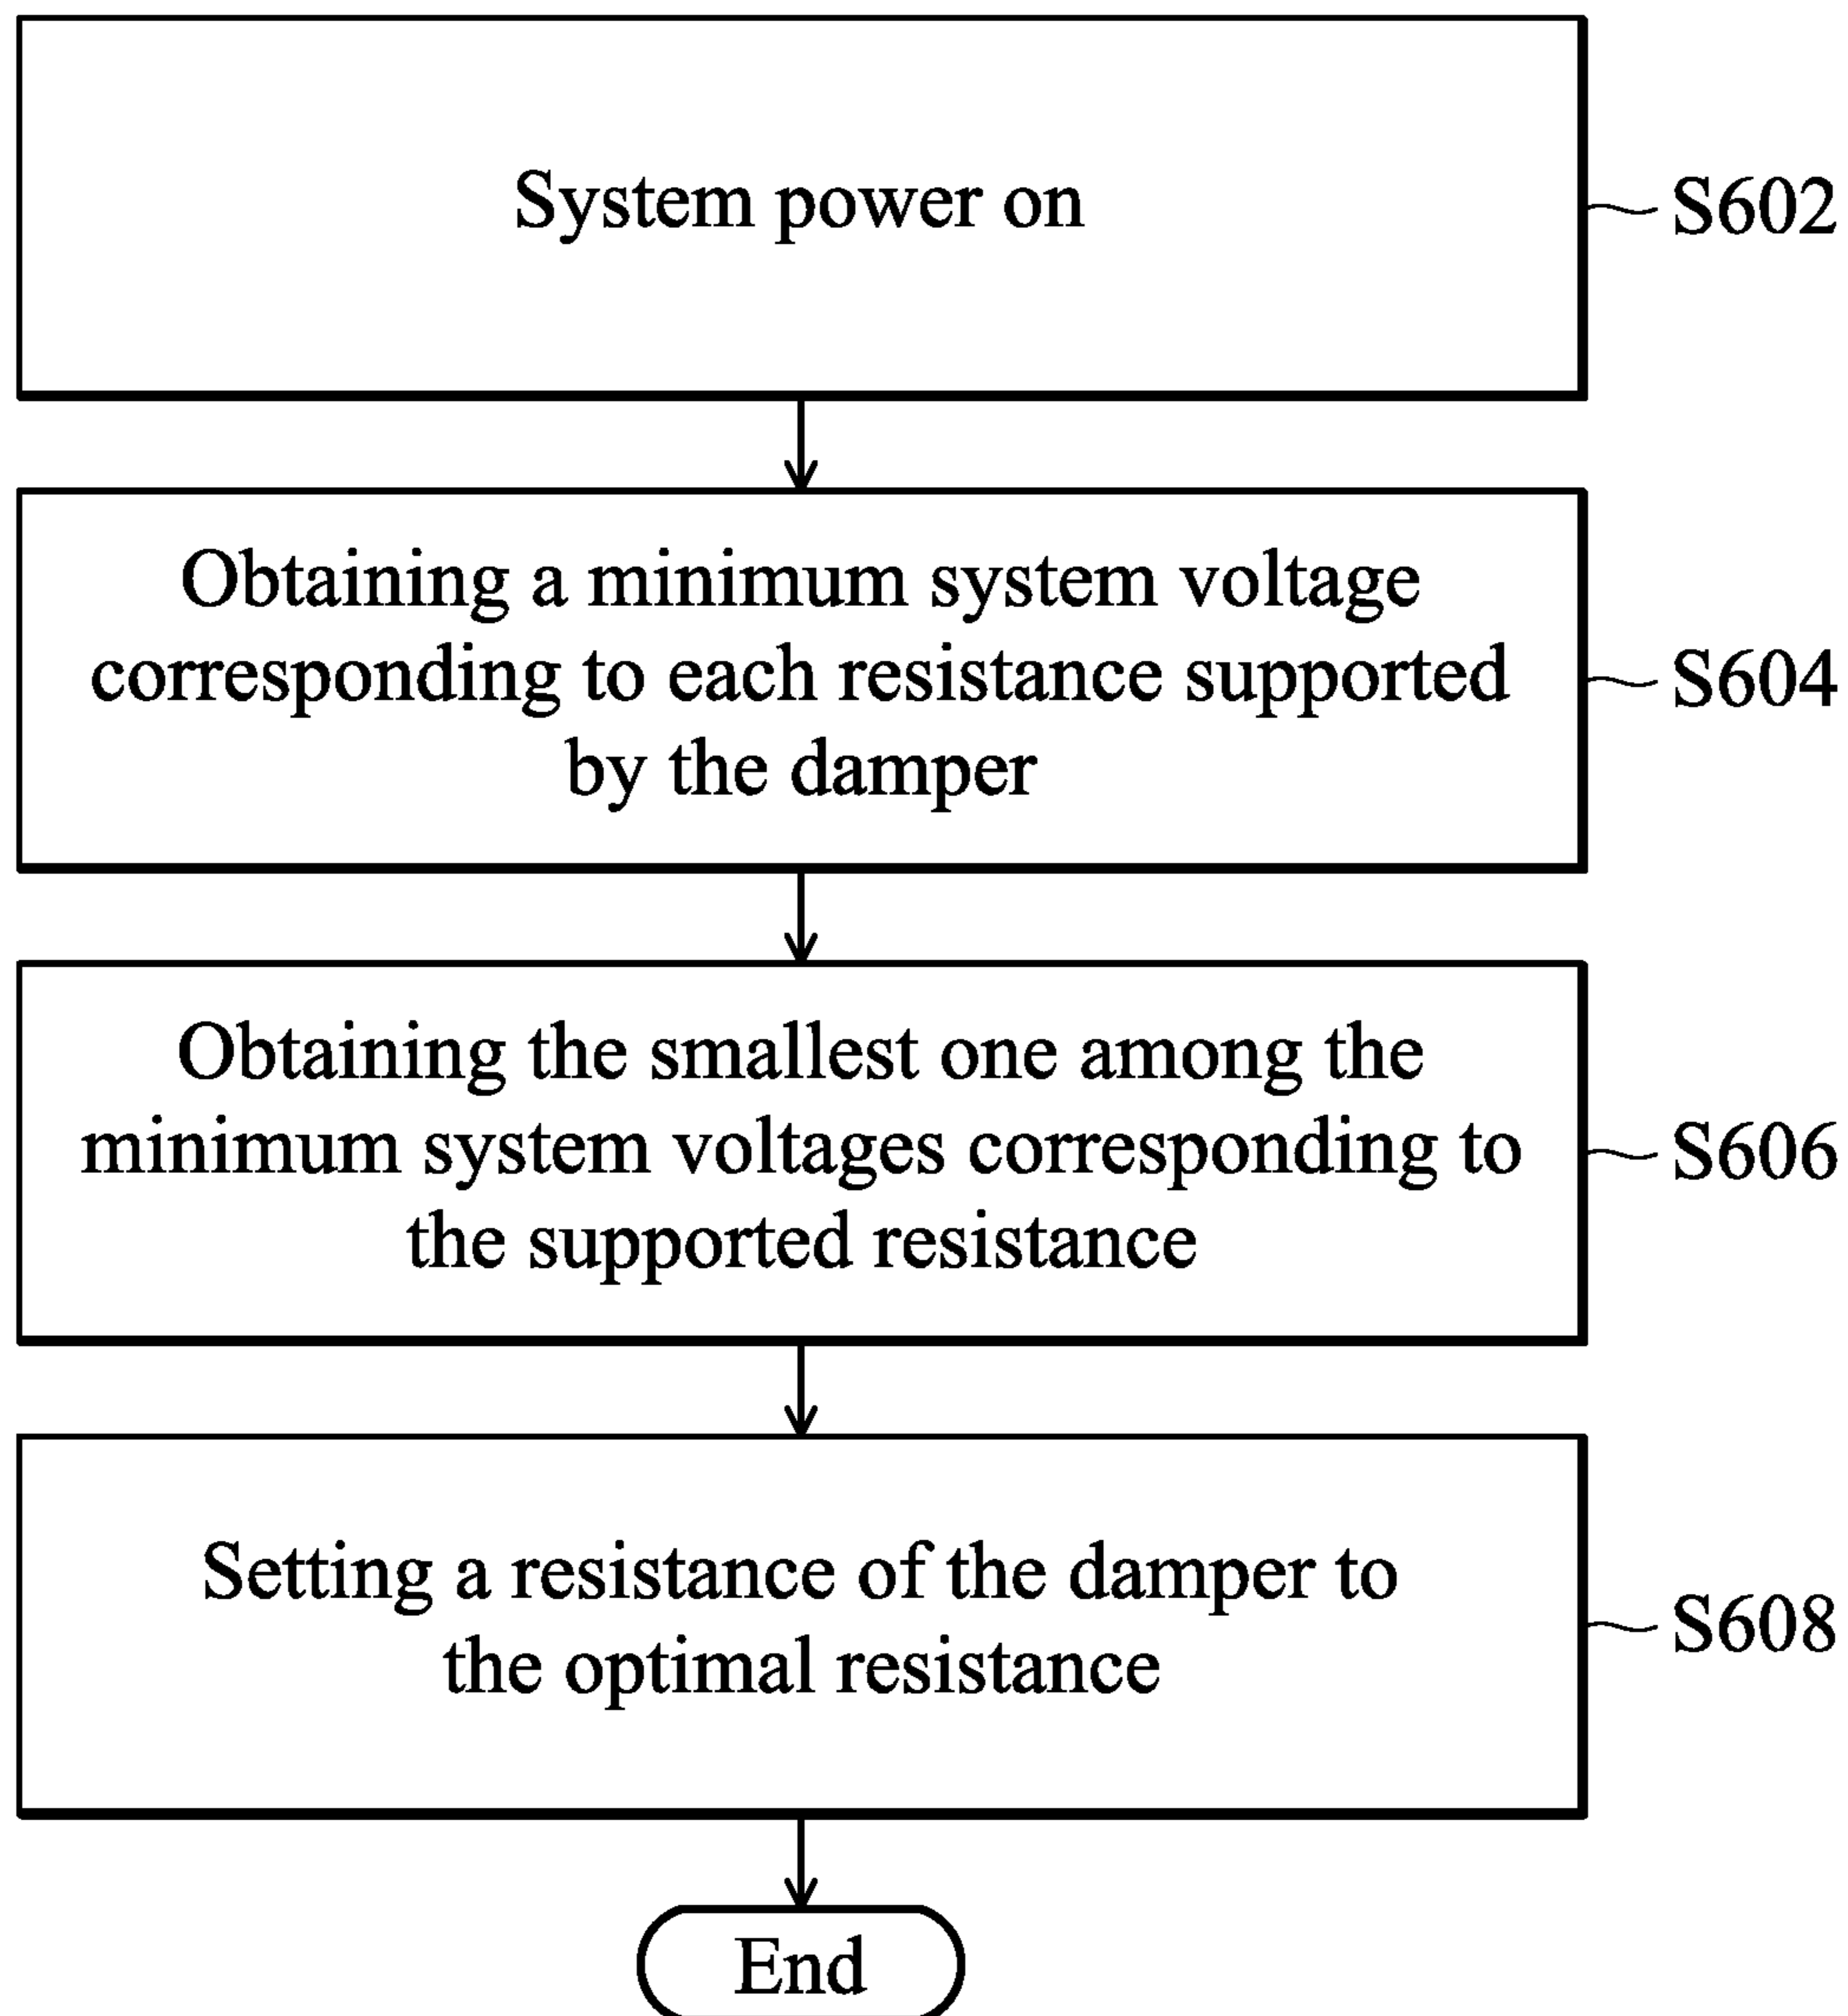 System power on
S602
Obtaining a minimum system voltage
corresponding to each resistance supported
by the damper
S604
Obtaining the smallest one among the
minimum system voltages corresponding to
the supported resistance
S606
Setting a resistance of the damper to
the optimal resistance
S608
End